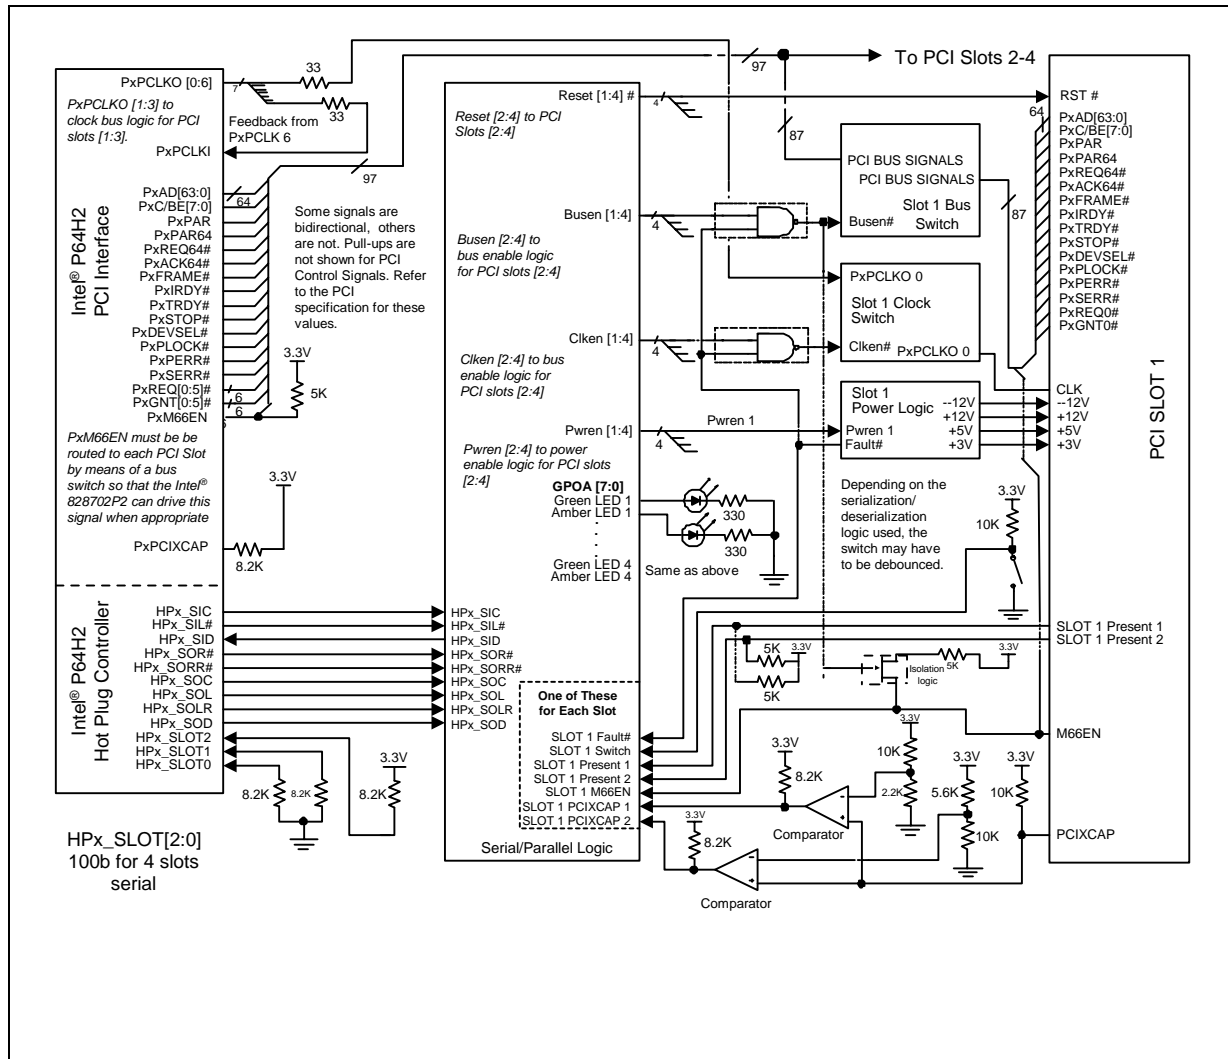 PxPCLKO [0:6]
PxPCLKO [1:3] to
clock bus logic for PCI
slots [1:3].
PxPCLKI
7
33
33
Feedback from
PxPCLK 6
97
97
To PCI Slots 2-4
87
PxAD[63:0]
PxC/BE[7:0]
PxPAR
PxPAR64
PxREQ64#
PxACK64#
PxFRAME#
PxIRDY#
PxTRDY#
PxSTOP#
PxDEVSEL#
PxPLOCK#
PxPERR#
PxSERR#
PxREQ[0:5]#
PxGNT[0:5]#
PxM66EN
64
6
6
Intel® P64H2
PCI Interface
Some signals are
bidirectional, others
are not. Pull-ups are
not shown for PCI
Control Signals. Refer
to the PCI
specification for these
values.
3.3V
5K
PxM66EN must be be
routed to each PCI Slot
by means of a bus
switch so that the Intel®
828702P2 can drive this
signal when appropriate
PxPCIXCAP
8.2K
3.3V
Intel® P64H2
Hot Plug Controller
HPx_SIC
HPx_SIL#
HPx_SID
HPx_SOR#
HPx_SORR#
HPx_SOC
HPx_SOL
HPx_SOLR
HPx_SOD
HPx_SLOT2
HPx_SLOT1
HPx_SLOT0
8.2K
8.2K
8.2K
3.3V
HPx_SLOT[2:0]
100b for 4 slots
serial
Reset [1:4] #
4
Reset [2:4] to PCI
Slots [2:4]
Busen [1:4]
4
Busen [2:4] to
bus enable logic
for PCI slots [2:4]
Clken [1:4]
4
Clken [2:4] to bus
enable logic for
PCI slots [2:4]
Pwren [1:4]
4
Pwren 1
Pwren [2:4] to power
enable logic for PCI slots
[2:4]
GPOA [7:0]
Green LED 1
Amber LED 1
330
330
Green LED 4
Amber LED 4
Same as above
HPx_SIC
HPx_SIL#
HPx_SID
HPx_SOR#
HPx_SORR#
HPx_SOC
HPx_SOL
HPx_SOLR
HPx_SOD
One of These
for Each Slot
SLOT 1 Fault#
SLOT 1 Switch
SLOT 1 Present 1
SLOT 1 Present 2
SLOT 1 M66EN
SLOT 1 PCIXCAP 1
SLOT 1 PCIXCAP 2
Serial/Parallel Logic
PCI BUS SIGNALS
PCI BUS SIGNALS
Slot 1 Bus
Switch
Busen#
87
PxPCLKO 0
Slot 1 Clock
Switch
Clken#
PxPCLKO 0
Slot 1
Power Logic
Pwren 1
Fault#
--12V
+12V
+5V
+3V
Depending on the
serialization/
deserialization
logic used, the
switch may have
to be debounced.
3.3V
10K
5K
3.3V
5K
Isolation
logic
5K
3.3V
3.3V
10K
2.2K
3.3V
8.2K
Comparator
3.3V
5.6K
10K
3.3V
10K
3.3V
8.2K
Comparator
RST #
64
PxAD[63:0]
PxC/BE[7:0]
PxPAR
PxPAR64
PxREQ64#
PxACK64#
PxFRAME#
PxIRDY#
PxTRDY#
PxSTOP#
PxDEVSEL#
PxPLOCK#
PxPERR#
PxSERR#
PxREQ0#
PxGNT0#
CLK
--12V
+12V
+5V
+3V
SLOT 1 Present 1
SLOT 1 Present 2
M66EN
PCIXCAP
PCI SLOT 1